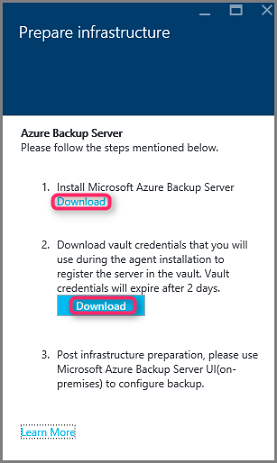 Prepare infrastructure
Azure Backup Server
Please follow the steps mentioned below.
1. Install Microsoft Azure Backup Server
Download
2. Download vault credentials that you will
use during the agent installation to
register the server in the vault. Vault
credentials will expire after 2 days.
Download
3. Post infrastructure preparation, please use
Microsoft Azure Backup Server UI(on-
premises) to configure backup.
Learn More